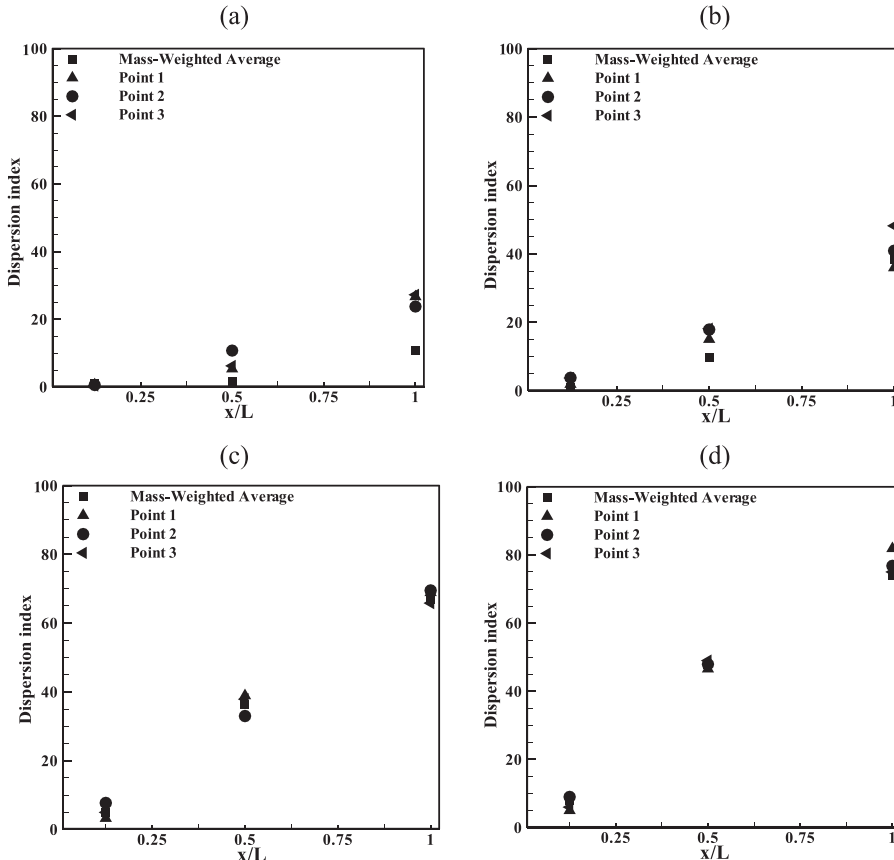 (a)
100
80
60
40
20
0
Dispersion index
Mass-Weighted Average
Point 1
Point 2
Point 3
0.25
0.5
0.75
1
x/L
(b)
100
80
60
40
20
0
Dispersion index
Mass-Weighted Average
Point 1
Point 2
Point 3
0.25
0.5
0.75
1
x/L
(c)
100
80
60
40
20
0
Dispersion index
Mass-Weighted Average
Point 1
Point 2
Point 3
0.25
0.5
0.75
1
x/L
(d)
100
80
60
40
20
0
Dispersion index
Mass-Weighted Average
Point 1
Point 2
Point 3
0.25
0.5
0.75
1
x/L